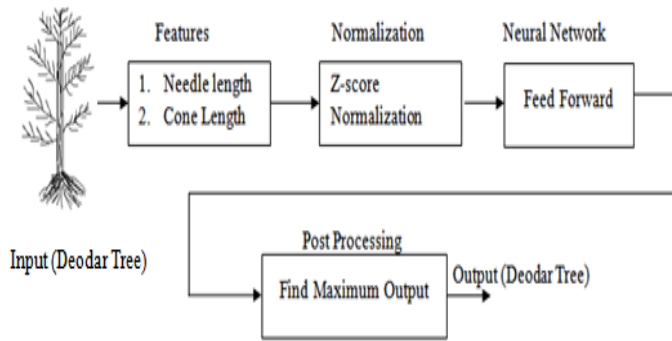 Features
Normalization
Neural Network
1. Needle length
2. Cone Length
Z-score
Normalization
Feed Forward
Input (Deodar Tree)
Post Processing
Find Maximum Output
Output (Deodar Tree)